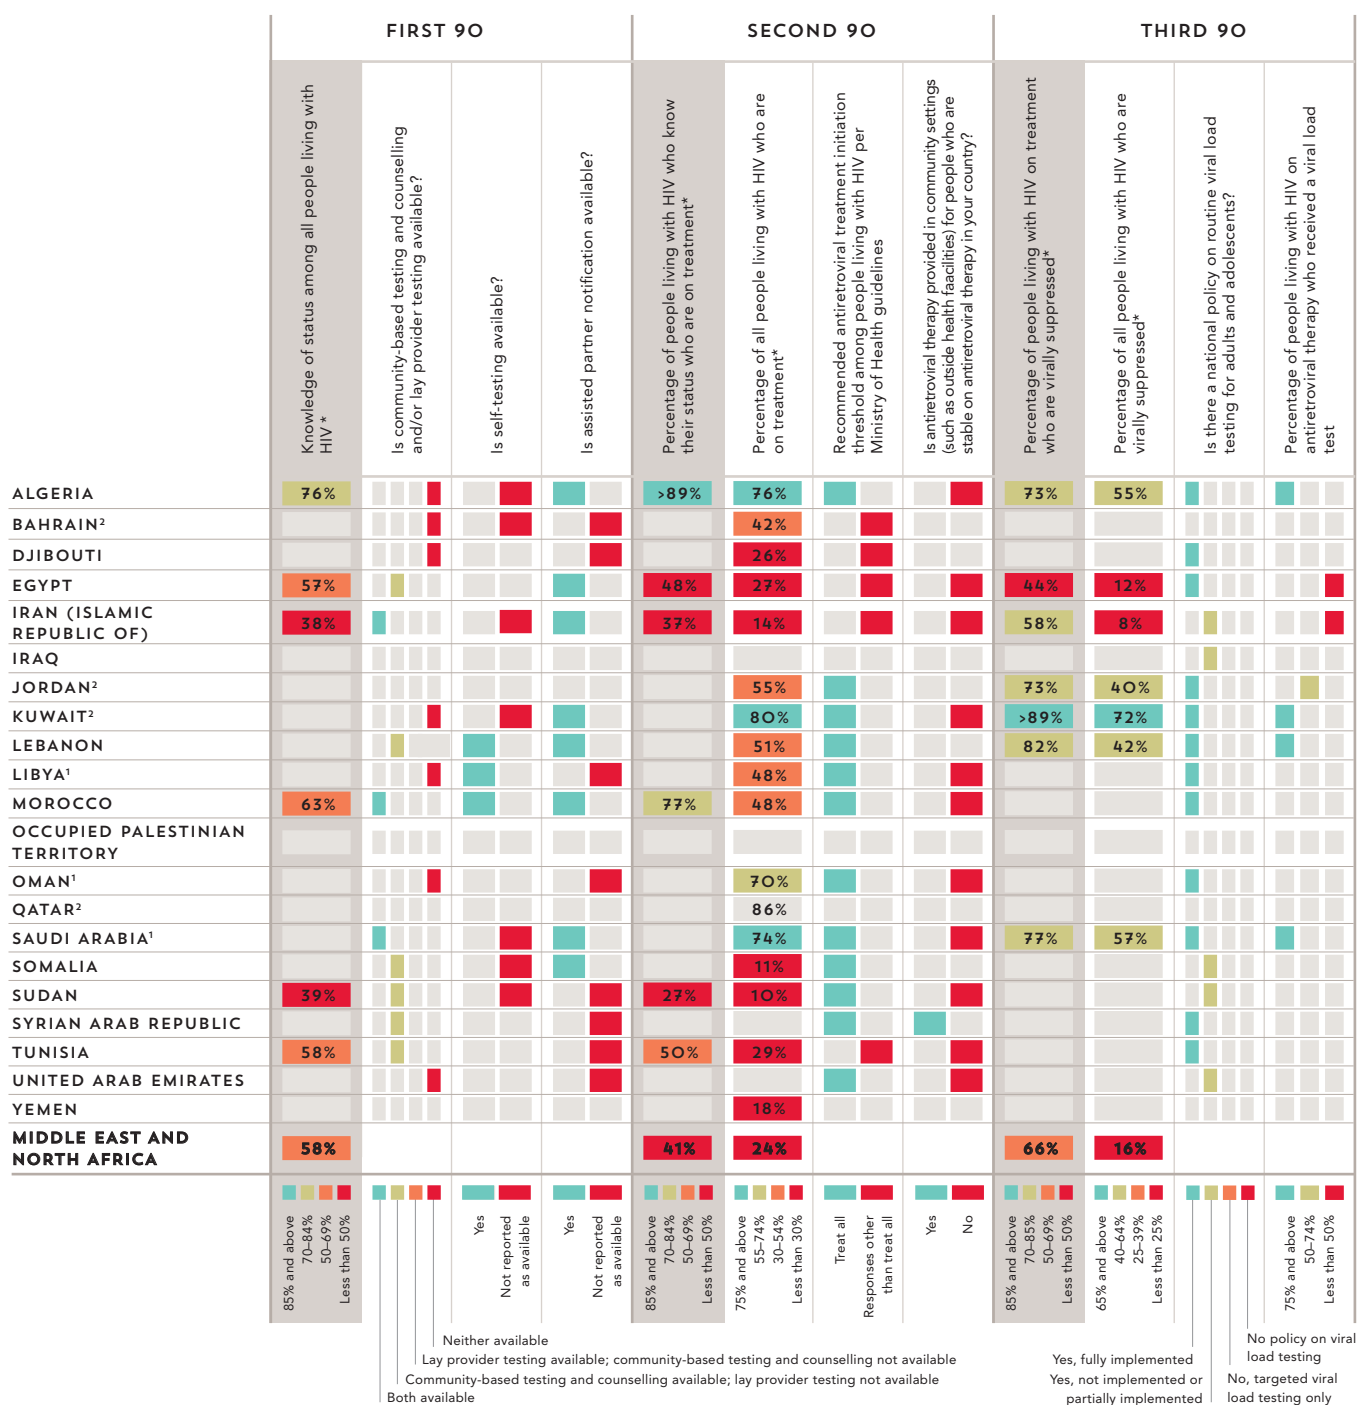 FIRST 90
SECOND 90
THIRD 90
Knowledge of status among all people living with
HIV *
Is community-based testing and counselling
and/or lay provider testing available?
Is self-testing available?
Is assisted partner notification available?
Percentage of people living with HIV who know
their status who are on treatment*
Percentage of all people living with HIV who are
on treatment*
Recommended antiretroviral treatment initiation
threshold among people living with HIV per
Ministry of Health guidelines
Is antiretroviral therapy provided in community settings
(such as outside health faacilities) for people who are
stable on antiretroviral therapy in your country?
Percentage of people living with HIV on treatment
who are virally suppressed*
Percentage of all people living with HIV who are
virally suppressed*
Is there a national policy on routine viral load
testing for adults and adolescents?
Percentage of people living with HIV on
antiretroviral therapy who received a viral load
test
ALGERIA 76% >89% 76% 73% 55%
BAHRAIN² 42%
DJIBOUTI 26%
EGYPT 57% 48% 27% 44% 12%
IRAN (ISLAMIC
REPUBLIC OF) 38% 37% 14% 58% 8%
IRAQ
JORDAN² 55% 73% 40%
KUWAIT² 80% >89% 72%
LEBANON 51% 82% 42%
LIBYA¹ 48%
MOROCCO 63% 77% 48%
OCCUPIED PALESTINIAN
TERRITORY
OMAN¹ 70%
QATAR² 86%
SAUDI ARABIA¹ 74% 77% 57%
SOMALIA 11%
SUDAN 39% 27% 10%
SYRIAN ARAB REPUBLIC
TUNISIA 58% 50% 29%
UNITED ARAB EMIRATES
YEMEN 18%
MIDDLE EAST AND
NORTH AFRICA 58% 41% 24% 66% 16%
85% and above
70–84%
50–69%
Less than 50%
Yes
Not reported
as available
Yes
Not reported
as available
85% and above
70–84%
50–69%
Less than 50%
75% and above
55–74%
30–54%
Less than 30%
Treat all
Responses other
than treat all
Yes
No
85% and above
70–85%
50–69%
Less than 50%
65% and above
40–64%
25–39%
Less than 25%
75% and above
50–74%
Less than 50%
Neither available
Lay provider testing available; community-based testing and counselling not available
Community-based testing and counselling available; lay provider testing not available
Both available
Yes, fully implemented
Yes, not implemented or
partially implemented
No policy on viral
load testing
No, targeted viral
load testing only